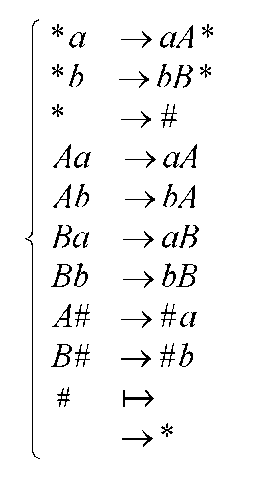 *a → aA*
*b → bB*
* → #
Aa → aA
Ab → bA
Ba → aB
Bb → bB
A# → #a
B# → #b
# ↦
→ *